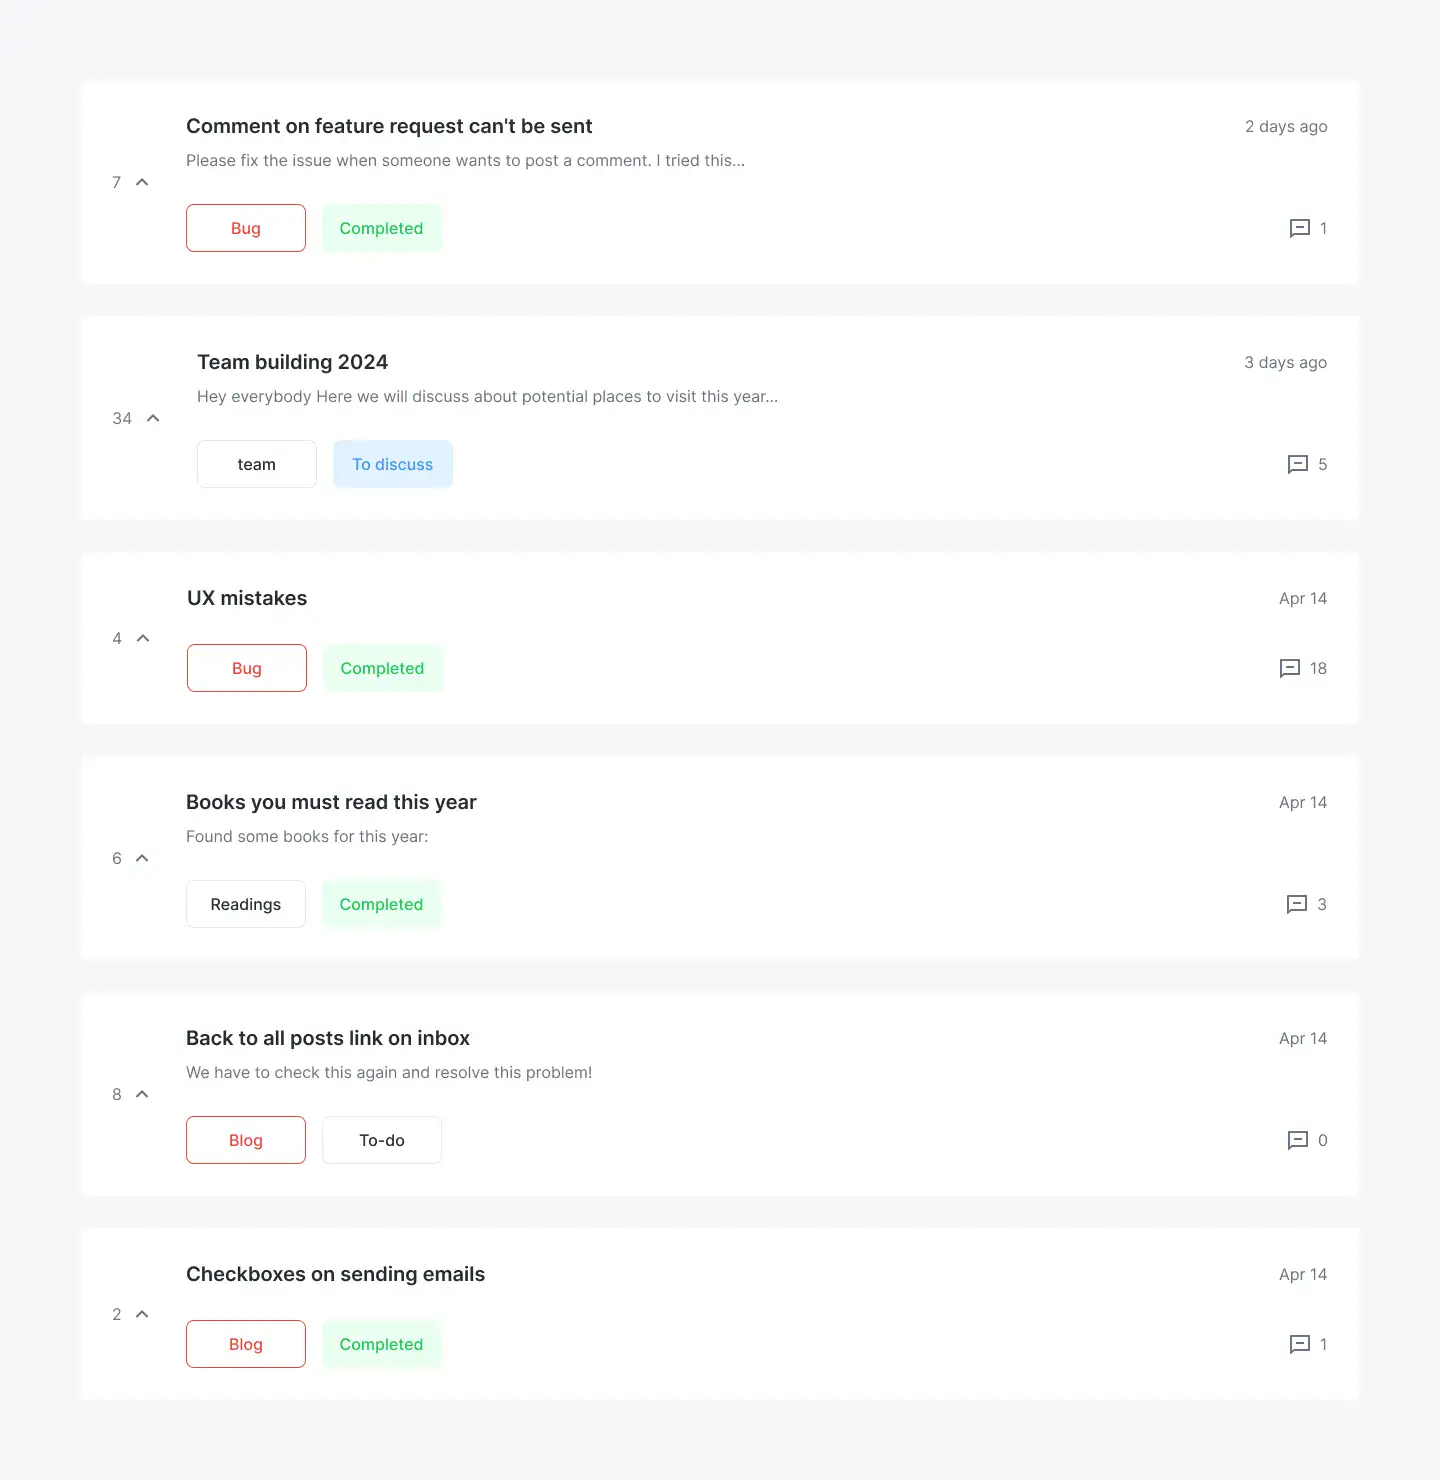 Comment on feature request can't be sent
2 days ago
Please fix the issue when someone wants to post a comment. I tried this...
7
Bug
Completed
1
Team building 2024
3 days ago
Hey everybody Here we will discuss about potential places to visit this year...
34
team
To discuss
5
UX mistakes
Apr 14
4
Bug
Completed
18
Books you must read this year
Apr 14
Found some books for this year:
6
Readings
Completed
3
Back to all posts link on inbox
Apr 14
We have to check this again and resolve this problem!
8
Blog
To-do
0
Checkboxes on sending emails
Apr 14
2
Blog
Completed
1